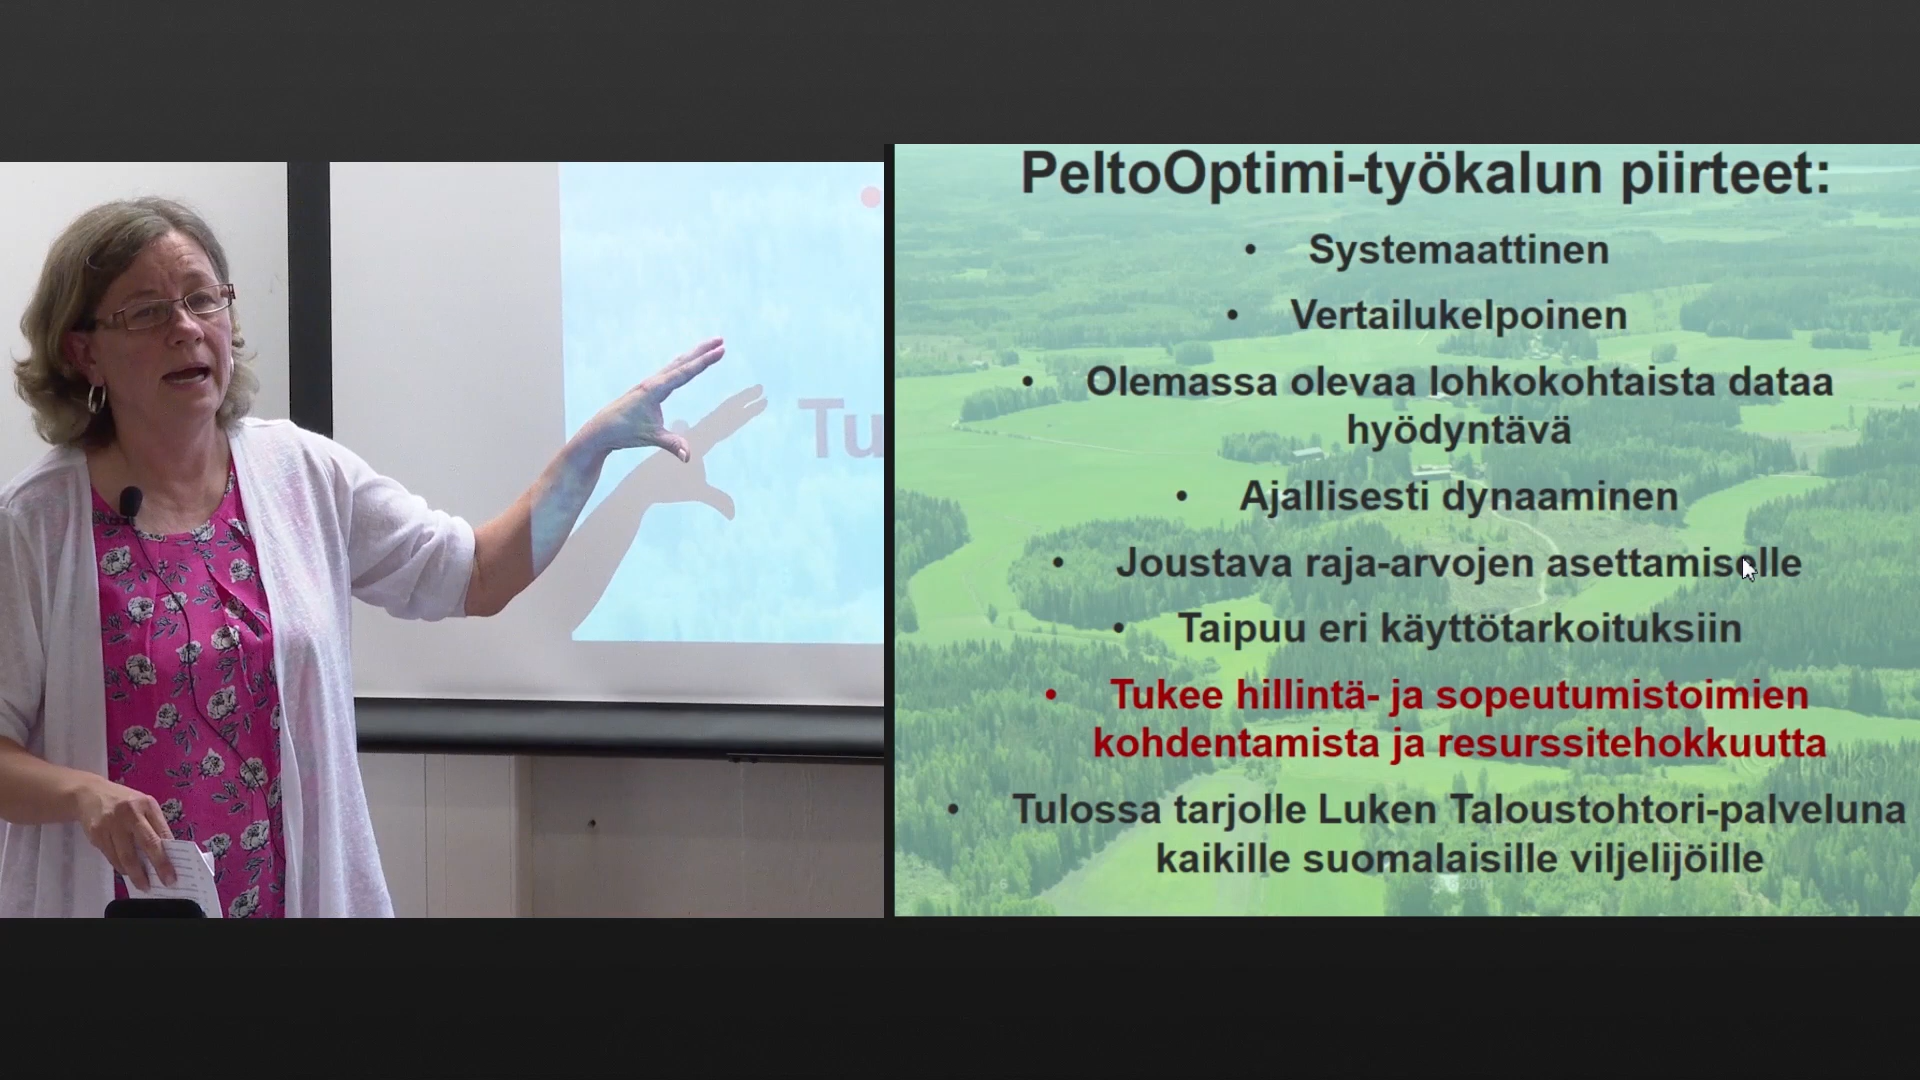 PeltoOptimi-työkalun piirteet:
• Systemaattinen
• Vertailukelpoinen
• Olemassa olevaa lohkokohtaista dataa
hyödyntävä
• Ajallisesti dynaaminen
• Joustava raja-arvojen asettamiselle
• Taipuu eri käyttötarkoituksiin
• Tukee hillintä- ja sopeutumistoimien
kohdentamista ja resurssitehokkuutta
• Tulossa tarjolle Luken Taloustohtori-palveluna
kaikille suomalaisille viljelijöille
Tu